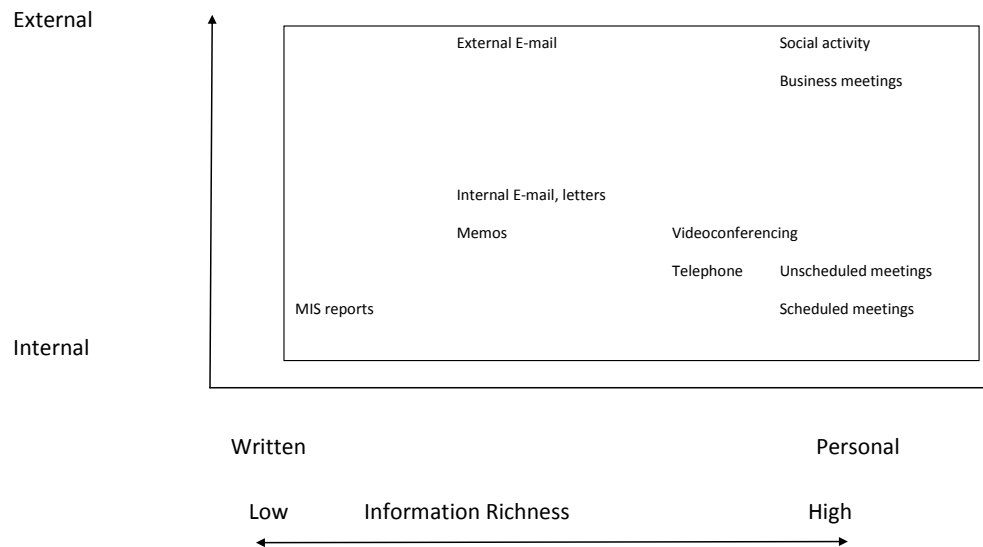 External
External E-mail Social activity
Business meetings
Internal E-mail, letters
Memos Videoconferencing
Telephone Unscheduled meetings
MIS reports Scheduled meetings
Internal
Written Personal
Low Information Richness High